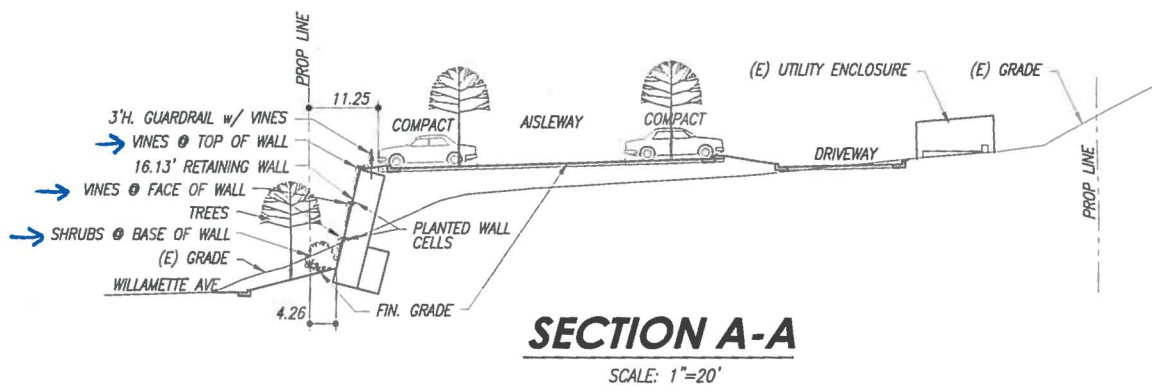 PROP LINE
11.25
3'H. GUARDRAIL w/ VINES
VINES @ TOP OF WALL
16.13' RETAINING WALL
VINES @ FACE OF WALL
TREES
SHRUBS @ BASE OF WALL
(E) GRADE
WILLAMETTE AVE
4.26
COMPACT
AISLEWAY
COMPACT
DRIVEWAY
(E) UTILITY ENCLOSURE
(E) GRADE
PROP LINE
PLANTED WALL
CELLS
FIN. GRADE
SECTION A-A
SCALE: 1"=20'